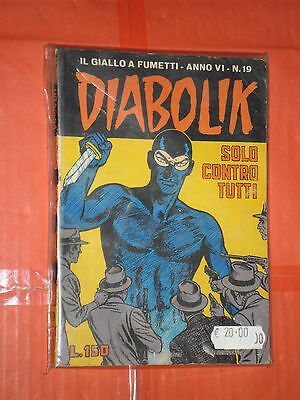 IL GIALLO A FUMETTI - ANNO VI - N.19
DIABOLIK
SOLO
CONTRO
TUTTI
L.150
€ 20.00